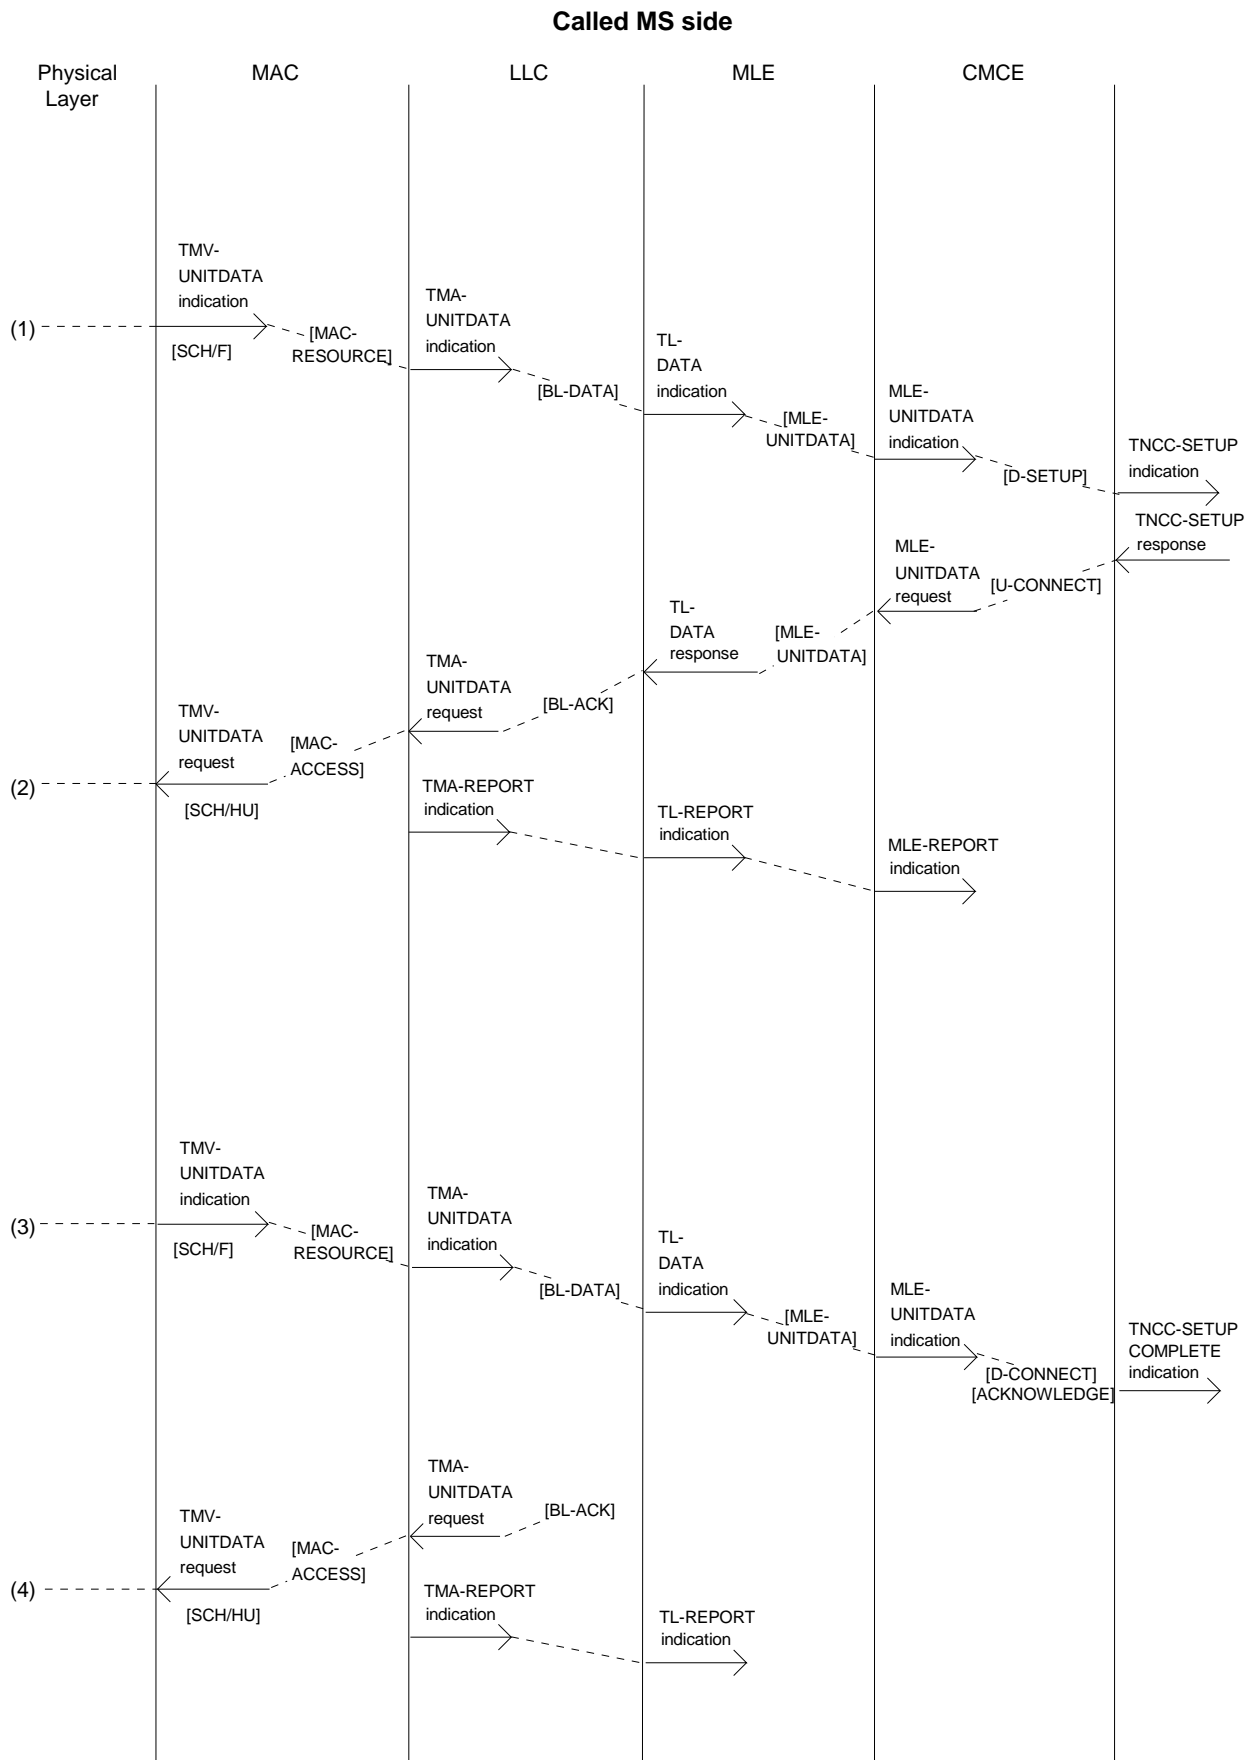 Called MS side
Physical
Layer
MAC
LLC
MLE
CMCE
TMV-
UNITDATA
indication
(1)
[SCH/F]
[MAC-
RESOURCE]
TMA-
UNITDATA
indication
[BL-DATA]
TL-
DATA
indication
[MLE-
UNITDATA]
MLE-
UNITDATA
indication
[D-SETUP]
TNCC-SETUP
indication
TNCC-SETUP
response
[U-CONNECT]
MLE-
UNITDATA
request
[MLE-
UNITDATA]
TL-
DATA
response
[BL-ACK]
TMA-
UNITDATA
request
[MAC-
ACCESS]
TMV-
UNITDATA
request
(2)
[SCH/HU]
TMA-REPORT
indication
TL-REPORT
indication
MLE-REPORT
indication
TMV-
UNITDATA
indication
(3)
[SCH/F]
[MAC-
RESOURCE]
TMA-
UNITDATA
indication
[BL-DATA]
TL-
DATA
indication
[MLE-
UNITDATA]
MLE-
UNITDATA
indication
[D-CONNECT]
[ACKNOWLEDGE]
TNCC-SETUP
COMPLETE
indication
TMA-
UNITDATA
request
[BL-ACK]
TMV-
UNITDATA
request
[MAC-
ACCESS]
(4)
[SCH/HU]
TMA-REPORT
indication
TL-REPORT
indication